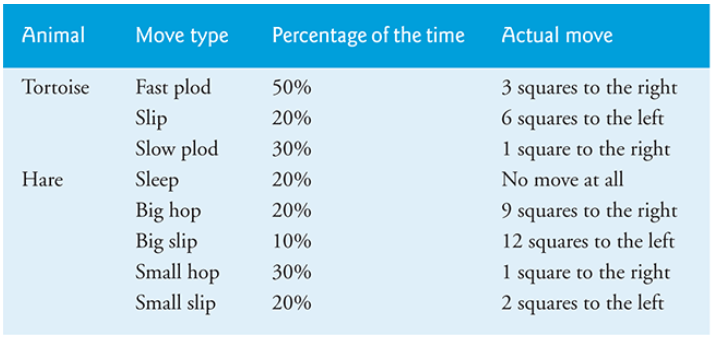 Animal Move type Percentage of the time Actual move
Tortoise Fast plod 50% 3 squares to the right
Slip 20% 6 squares to the left
Slow plod 30% 1 square to the right
Hare Sleep 20% No move at all
Big hop 20% 9 squares to the right
Big slip 10% 12 squares to the left
Small hop 30% 1 square to the right
Small slip 20% 2 squares to the left